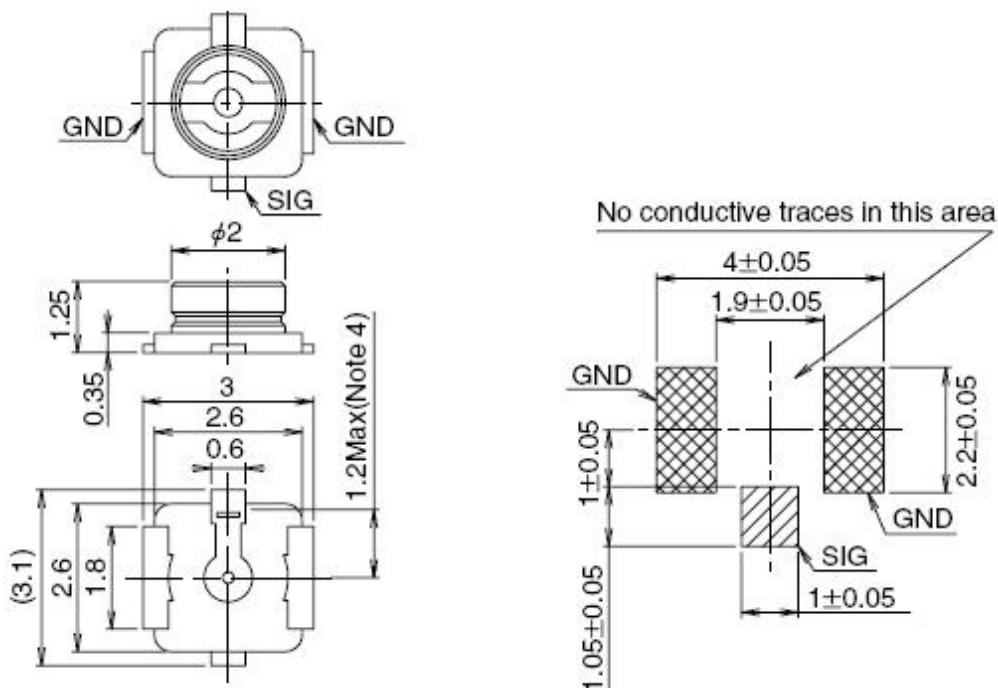 GND
GND
SIG
φ2
1.25
0.35
3
2.6
0.6
1.2Max(Note 4)
(3.1)
2.6
1.8
No conductive traces in this area
4±0.05
1.9±0.05
GND
1±0.05
2.2±0.05
GND
SIG
1±0.05
1.05±0.05